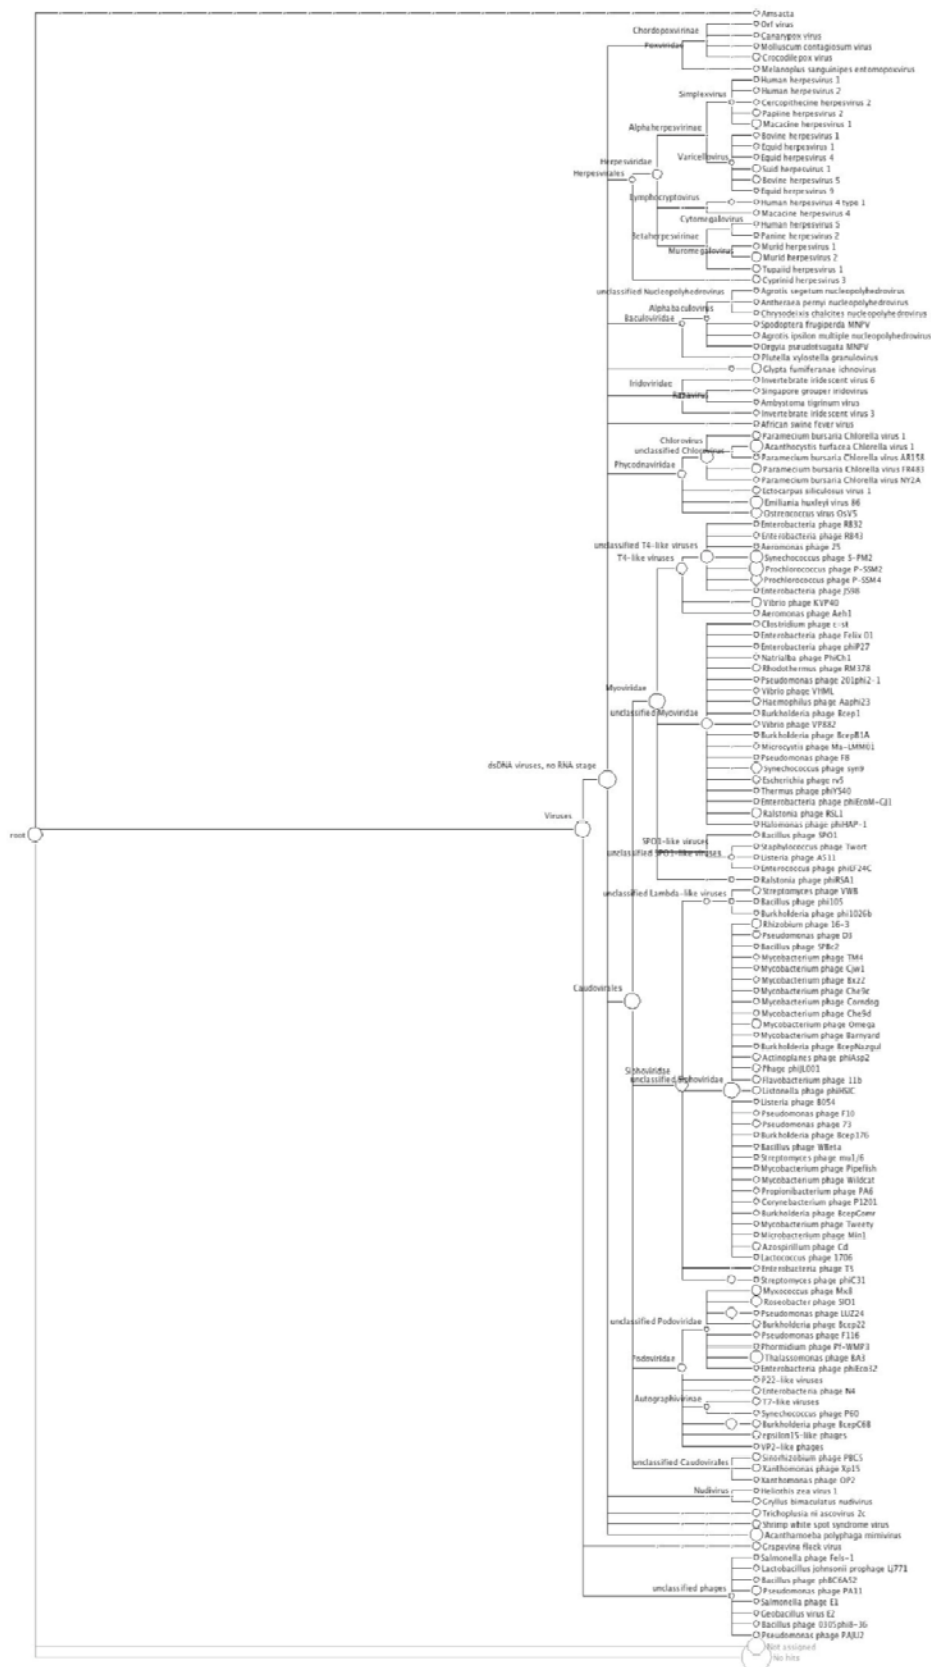 Amsacta
Orf virus
Chordopoxvirinae
Canarypox virus
Poxviridae
Molluscum contagiosum virus
Crocodilepox virus
Melanoplus sanguinipes entomopoxvirus
Human herpesvirus 1
Human herpesvirus 2
Simplexvirus
Cercopithecine herpesvirus 2
Papiine herpesvirus 2
Macacine herpesvirus 1
Alphaherpesvirinae
Bovine herpesvirus 1
Equid herpesvirus 1
Varicellovirus
Equid herpesvirus 4
Herpesviridae
Suid herpesvirus 1
Herpesvirales
Bovine herpesvirus 5
Equid herpesvirus 9
Lymphocryptovirus
Human herpesvirus 4 type 1
Macacine herpesvirus 4
Cytomegalovirus
Human herpesvirus 5
Betaherpesvirinae
Panine herpesvirus 2
Muromegalovirus
Murid herpesvirus 1
Murid herpesvirus 2
Tupaiid herpesvirus 1
Cyprinid herpesvirus 3
unclassified Nucleopolyhedrovirus
Agrotis segetum nucleopolyhedrovirus
Antheraea pernyi nucleopolyhedrovirus
Alphabaculovirus
Chrysodeixis chalcites nucleopolyhedrovirus
Baculoviridae
Spodoptera frugiperda MNPV
Agrotis ipsilon multiple nucleopolyhedrovirus
Orgyia pseudotsugata MNPV
Plutella xylostella granulovirus
Glypta fumiferanae ichnovirus
Iridoviridae
Invertebrate iridescent virus 6
Ranavirus
Singapore grouper iridovirus
Ambystoma tigrinum virus
Invertebrate iridescent virus 3
African swine fever virus
Chlorovirus
Paramecium bursaria Chlorella virus 1
unclassified Chlorovirus
Acanthocystis turfacea Chlorella virus 1
Paramecium bursaria Chlorella virus AR158
Phycodnaviridae
Paramecium bursaria Chlorella virus FR483
Paramecium bursaria Chlorella virus NY2A
Ectocarpus siliculosus virus 1
Emiliania huxleyi virus 86
Ostreococcus virus OsV5
Enterobacteria phage RB32
Enterobacteria phage RB43
unclassified T4-like viruses
Aeromonas phage 25
T4-like viruses
Synechococcus phage S-PM2
Prochlorococcus phage P-SSM2
Prochlorococcus phage P-SSM4
Enterobacteria phage JS98
Vibrio phage KVP40
Aeromonas phage Aeh1
Clostridium phage c-st
Enterobacteria phage Felix 01
Enterobacteria phage phiP27
Natrialba phage PhiCh1
Rhodothermus phage RM378
Pseudomonas phage 201phi2-1
Myoviridae
Vibrio phage VHML
Haemophilus phage Aaphi23
unclassified Myoviridae
Burkholderia phage Bcep1
Vibrio phage VP882
Burkholderia phage BcepB1A
Microcystis phage Ma-LMM01
Pseudomonas phage F8
dsDNA viruses, no RNA stage
Synechococcus phage syn9
Escherichia phage rv5
Thermus phage phiYS40
Enterobacteria phage phiEcoM-GJ1
Viruses
Ralstonia phage RSL1
Halomonas phage phiHAP-1
root
Bacillus phage SPO1
SPO1-like viruses
Staphylococcus phage Twort
unclassified SPO1-like viruses
Listeria phage A511
Enterococcus phage phiEF24C
Ralstonia phage phiRSA1
unclassified Lambda-like viruses
Streptomyces phage VWB
Bacillus phage phi105
Burkholderia phage phi1026b
Rhizobium phage 16-3
Pseudomonas phage D3
Bacillus phage SPBc2
Mycobacterium phage TM4
Mycobacterium phage Cjw1
Mycobacterium phage Bxz2
Caudovirales
Mycobacterium phage Che9c
Mycobacterium phage Corndog
Mycobacterium phage Che9d
Mycobacterium phage Omega
Mycobacterium phage Barnyard
Burkholderia phage BcepNazgul
Actinoplanes phage phiAsp2
Siphoviridae
Phage phiJL001
unclassified Siphoviridae
Flavobacterium phage 11b
Listonella phage phiHSIC
Listeria phage B054
Pseudomonas phage F10
Pseudomonas phage 73
Burkholderia phage Bcep176
Bacillus phage WBeta
Streptomyces phage mu1/6
Mycobacterium phage Pipefish
Mycobacterium phage Wildcat
Propionibacterium phage PA6
Corynebacterium phage P1201
Burkholderia phage BcepGomr
Mycobacterium phage Tweety
Microbacterium phage Min1
Azospirillum phage Cd
Lactococcus phage 1706
Enterobacteria phage T5
Streptomyces phage phiC31
Myxococcus phage Mx8
Roseobacter phage SIO1
unclassified Podoviridae
Pseudomonas phage LUZ24
Burkholderia phage Bcep22
Pseudomonas phage F116
Phormidium phage Pf-WMP3
Podoviridae
Thalassomonas phage BA3
Enterobacteria phage phiEco32
P22-like viruses
Enterobacteria phage N4
Autographivirinae
T7-like viruses
Synechococcus phage P60
Burkholderia phage BcepC6B
epsilon15-like phages
VP2-like phages
unclassified Caudovirales
Sinorhizobium phage PBC5
Xanthomonas phage Xp15
Xanthomonas phage OP2
Nudivirus
Heliothis zea virus 1
Gryllus bimaculatus nudivirus
Trichoplusia ni ascovirus 2c
Shrimp white spot syndrome virus
Acanthamoeba polyphaga mimivirus
Grapevine fleck virus
Salmonella phage Fels-1
Lactobacillus johnsonii prophage Lj771
Bacillus phage phBC6A52
unclassified phages
Pseudomonas phage PA11
Salmonella phage E1
Geobacillus virus E2
Bacillus phage 0305phi8-36
Pseudomonas phage PAJU2
Not assigned
No hits